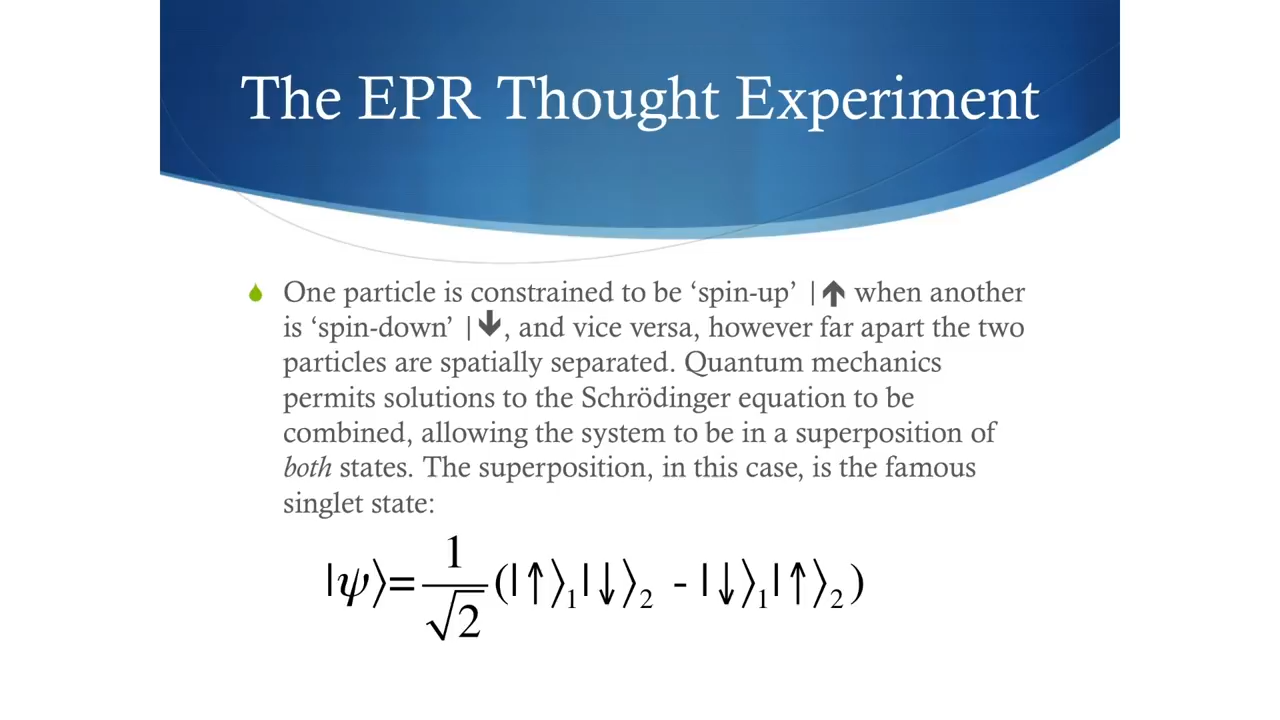 The EPR Thought Experiment
One particle is constrained to be ‘spin-up’ |🡅 when another
is ‘spin-down’ |🡇, and vice versa, however far apart the two
particles are spatially separated. Quantum mechanics
permits solutions to the Schrödinger equation to be
combined, allowing the system to be in a superposition of
both states. The superposition, in this case, is the famous
singlet state:
|ψ⟩=1/√2(|↑⟩₁|↓⟩₂ - |↓⟩₁|↑⟩₂)